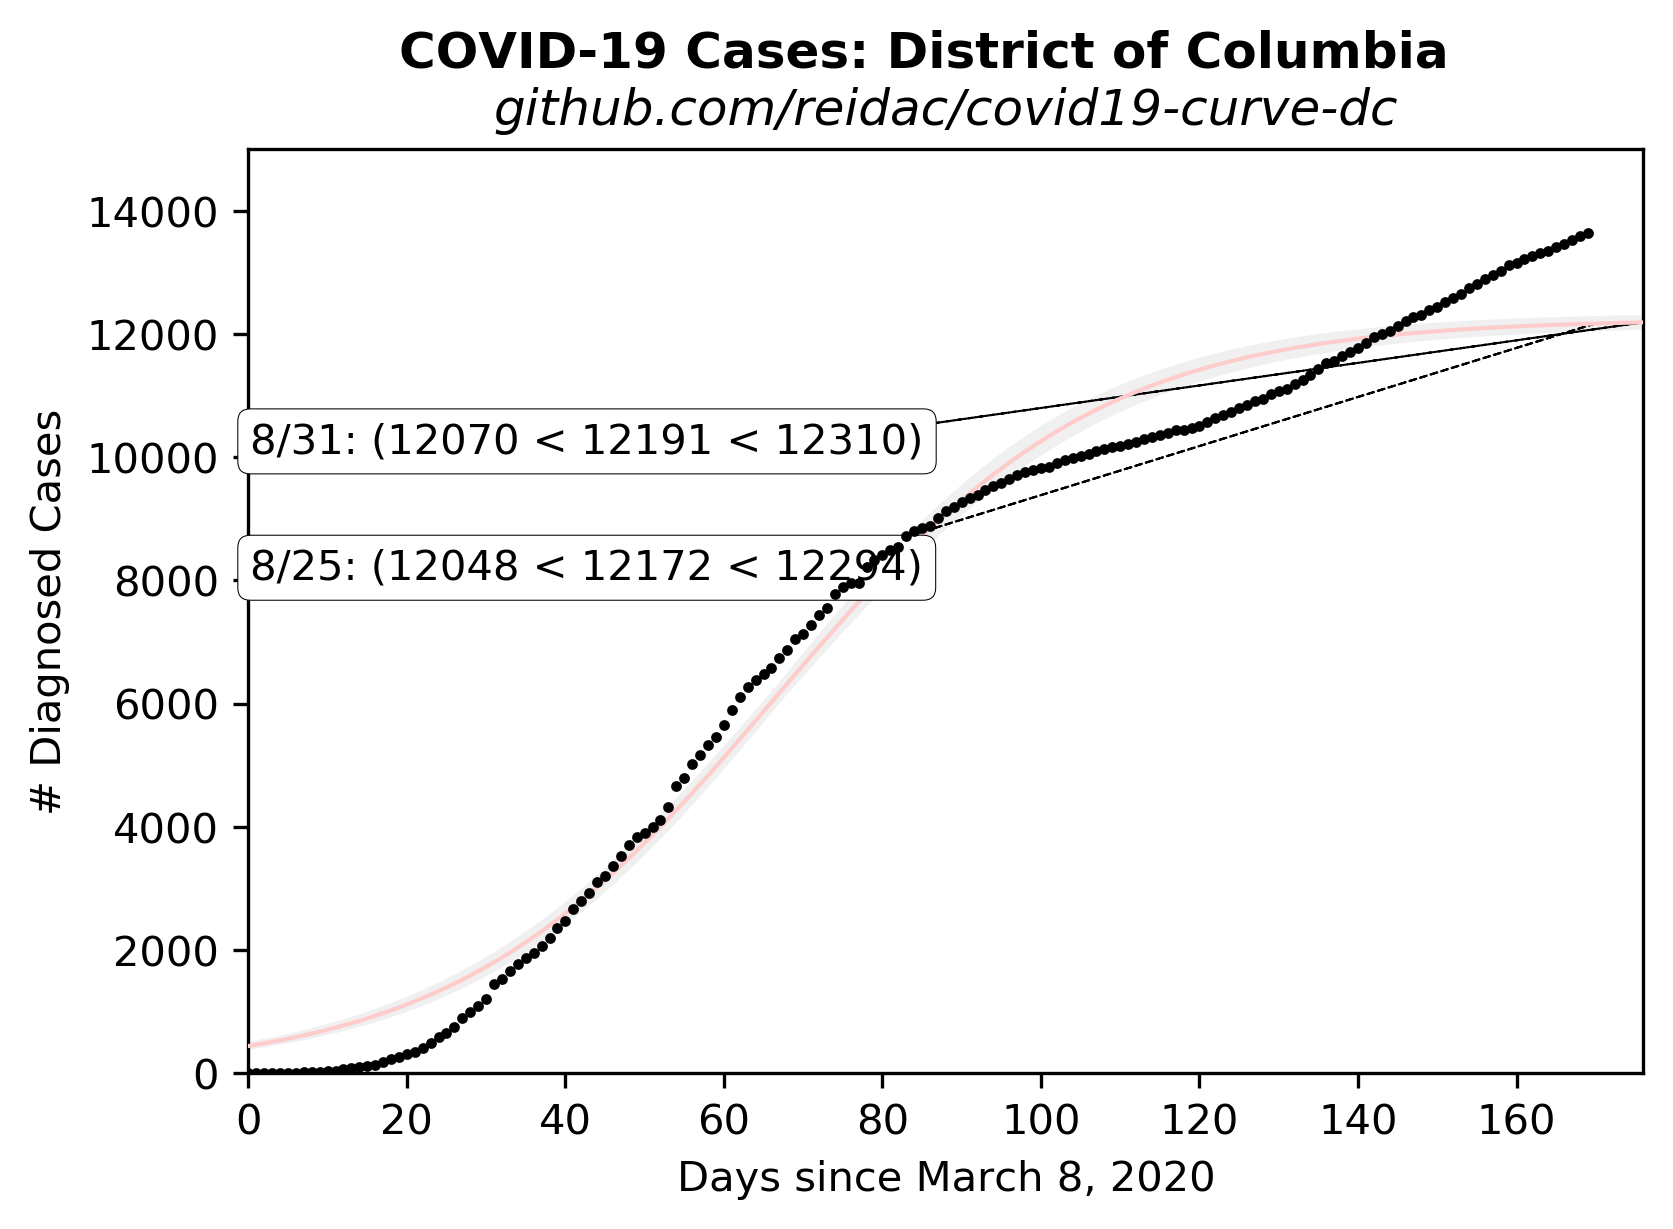 COVID-19 Cases: District of Columbia
github.com/reidac/covid19-curve-dc
# Diagnosed Cases
14000
12000
10000
8000
6000
4000
2000
0
8/31: (12070 < 12191 < 12310)
8/25: (12048 < 12172 < 12294)
0 20 40 60 80 100 120 140 160
Days since March 8, 2020